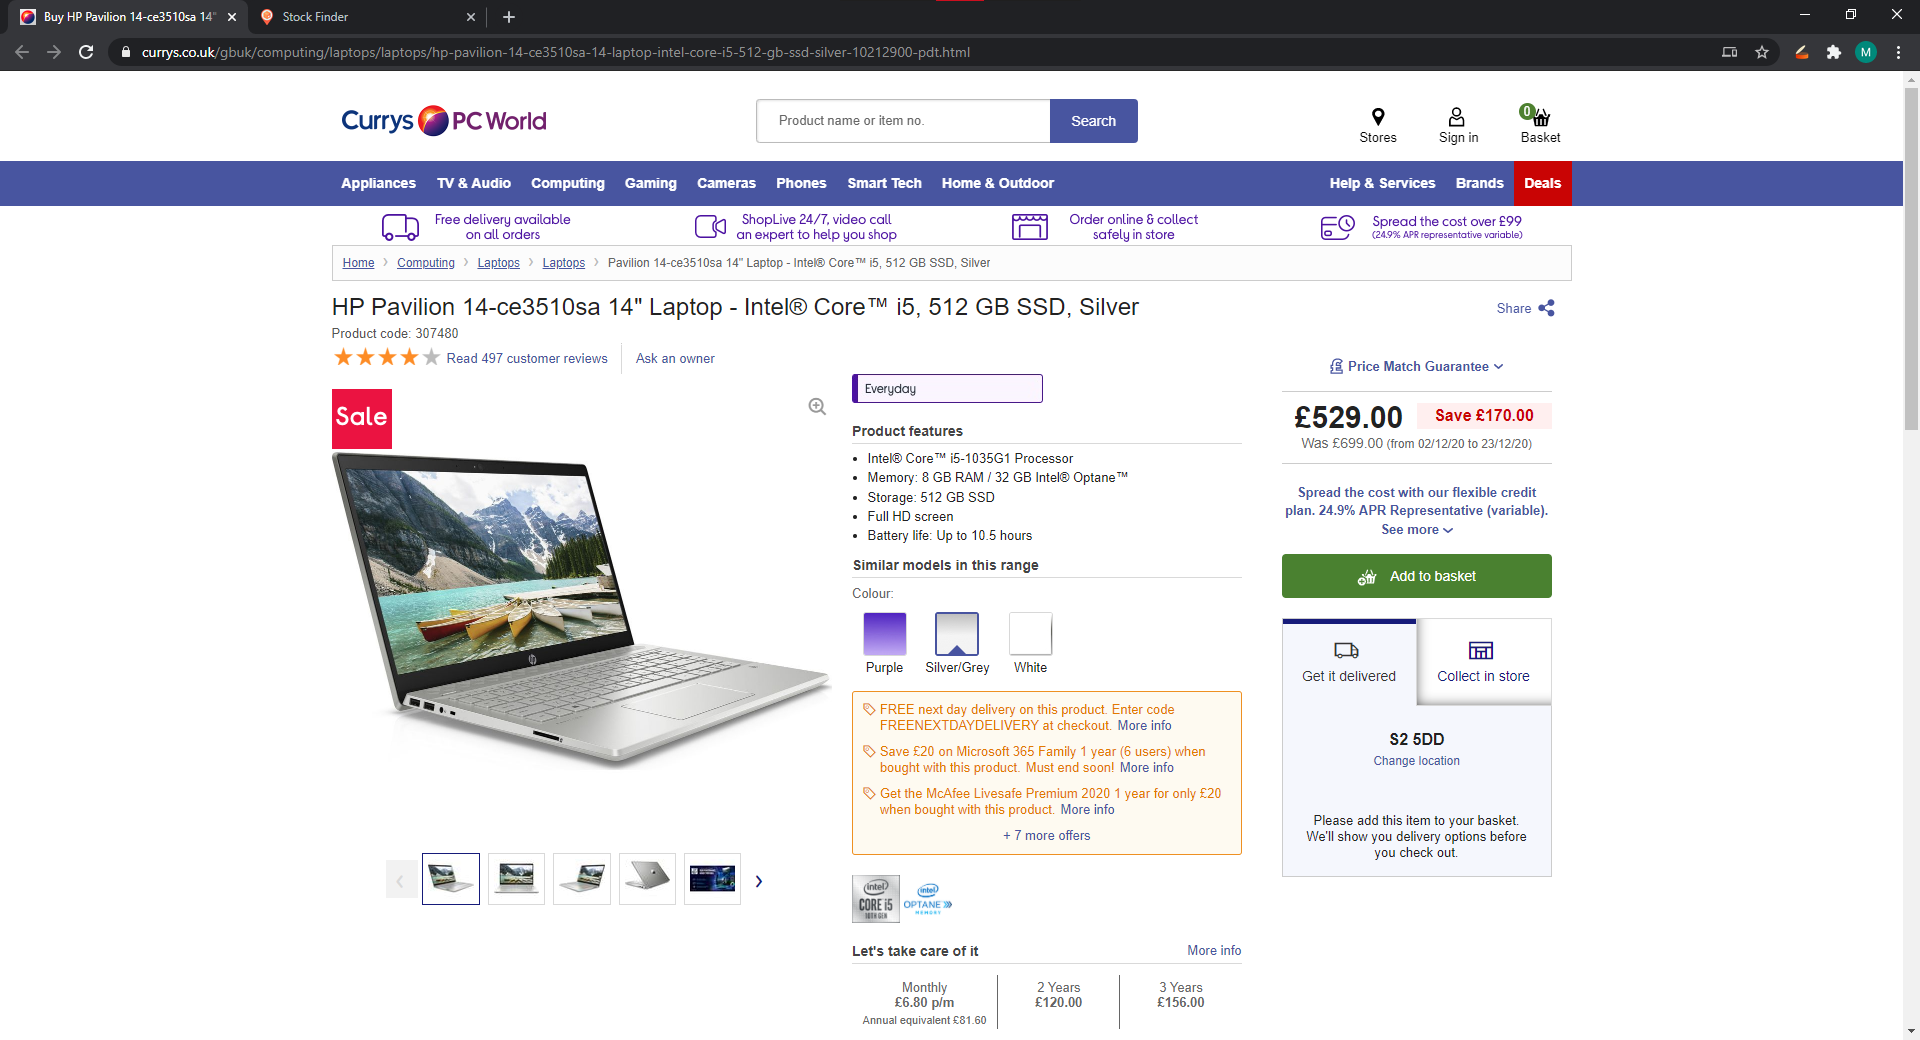 Buy HP Pavilion 14-ce3510sa 14"
Stock Finder
currys.co.uk/gbuk/computing/laptops/laptops/hp-pavilion-14-ce3510sa-14-laptop-intel-core-i5-512-gb-ssd-silver-10212900-pdt.html
M
Currys PC World
Product name or item no.
Search
Stores
Sign in
0
Basket
Appliances
TV & Audio
Computing
Gaming
Cameras
Phones
Smart Tech
Home & Outdoor
Help & Services
Brands
Deals
Free delivery available
on all orders
ShopLive 24/7, video call
an expert to help you shop
Order online & collect
safely in store
Spread the cost over £99
(24.9% APR representative variable)
Home > Computing > Laptops > Laptops > Pavilion 14-ce3510sa 14" Laptop - Intel® Core™ i5, 512 GB SSD, Silver
HP Pavilion 14-ce3510sa 14" Laptop - Intel® Core™ i5, 512 GB SSD, Silver
Share
Product code: 307480
Read 497 customer reviews
Ask an owner
Sale
Everyday
Product features
• Intel® Core™ i5-1035G1 Processor
• Memory: 8 GB RAM / 32 GB Intel® Optane™
• Storage: 512 GB SSD
• Full HD screen
• Battery life: Up to 10.5 hours
Similar models in this range
Colour:
Purple
Silver/Grey
White
FREE next day delivery on this product. Enter code
FREENEXTDAYDELIVERY at checkout. More info
Save £20 on Microsoft 365 Family 1 year (6 users) when
bought with this product. Must end soon! More info
Get the McAfee Livesafe Premium 2020 1 year for only £20
when bought with this product. More info
+ 7 more offers
intel
CORE i5
10TH GEN
intel
OPTANE
MEMORY
Let's take care of it
More info
Monthly
£6.80 p/m
Annual equivalent £81.60
2 Years
£120.00
3 Years
£156.00
Price Match Guarantee
£529.00
Save £170.00
Was £699.00 (from 02/12/20 to 23/12/20)
Spread the cost with our flexible credit
plan. 24.9% APR Representative (variable).
See more
Add to basket
Get it delivered
Collect in store
S2 5DD
Change location
Please add this item to your basket.
We'll show you delivery options before
you check out.